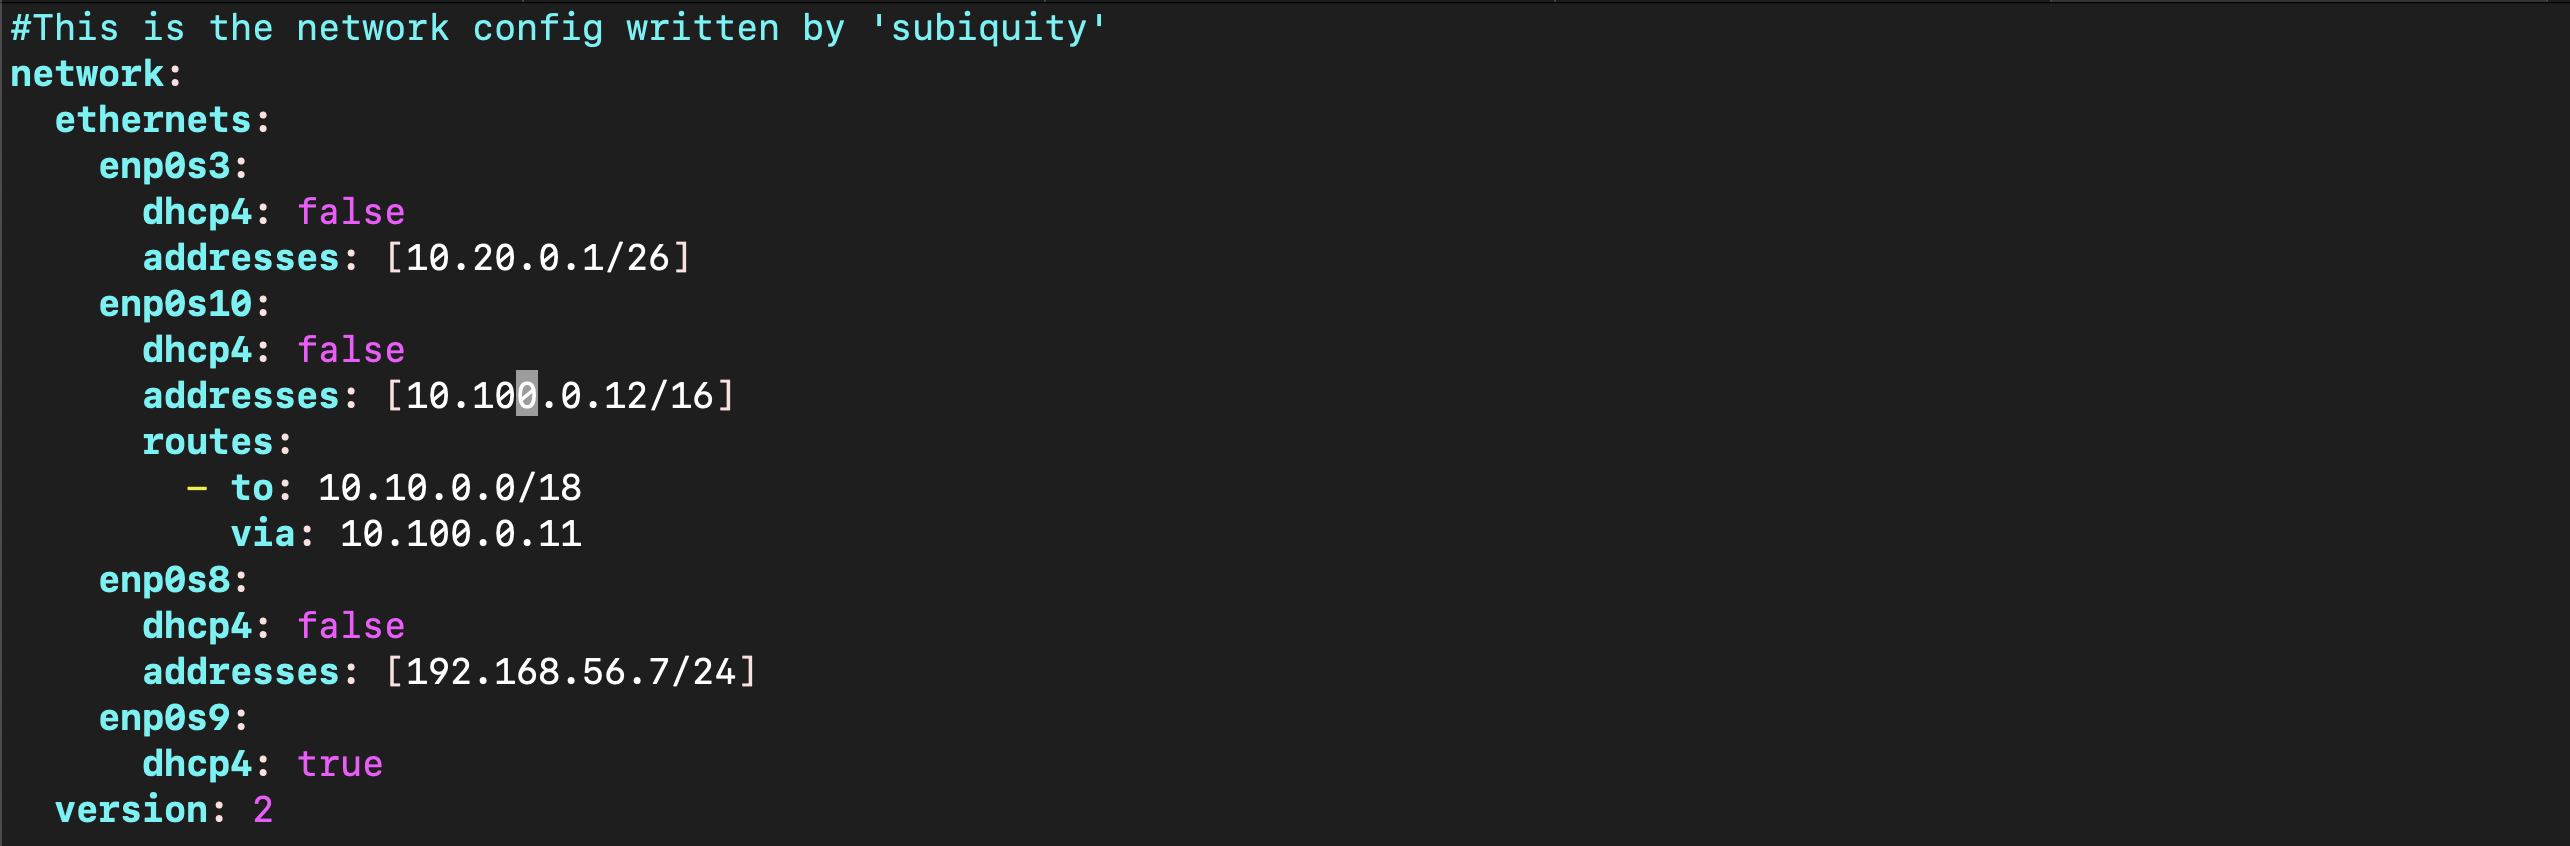 #This is the network config written by 'subiquity'
network:
  ethernets:
    enp0s3:
      dhcp4: false
      addresses: [10.20.0.1/26]
    enp0s10:
      dhcp4: false
      addresses: [10.100.0.12/16]
      routes:
        - to: 10.10.0.0/18
          via: 10.100.0.11
    enp0s8:
      dhcp4: false
      addresses: [192.168.56.7/24]
    enp0s9:
      dhcp4: true
  version: 2